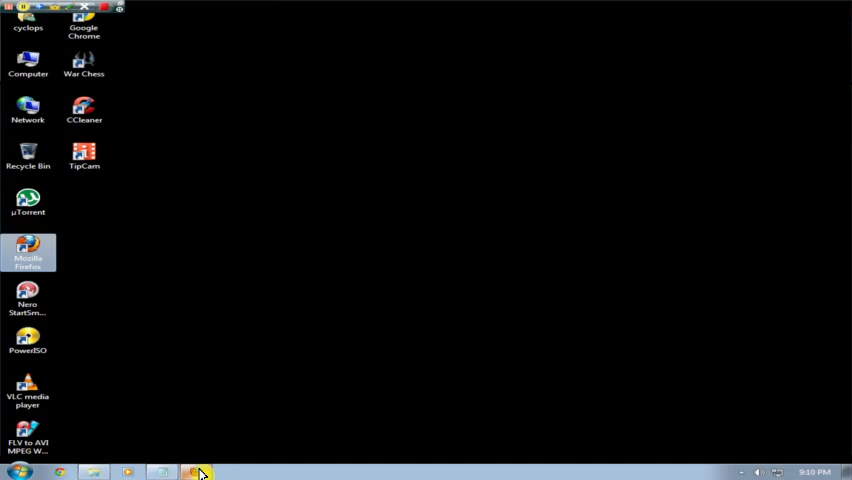 cyclops
Google
Chrome
Computer
War Chess
Network
CCleaner
Recycle Bin
TipCam
µTorrent
Mozilla
Firefox
Nero
StartSm...
PowerISO
VLC media
player
FLV to AVI
MPEG W...
9:10 PM